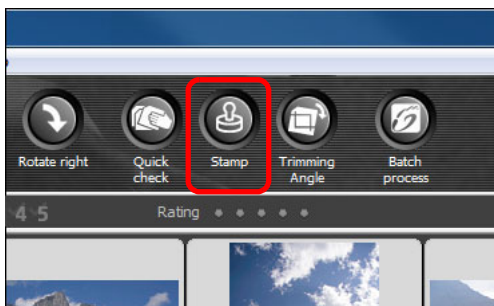 Rotate right
Quick
check
Stamp
Trimming
Angle
Batch
process
4 5
Rating